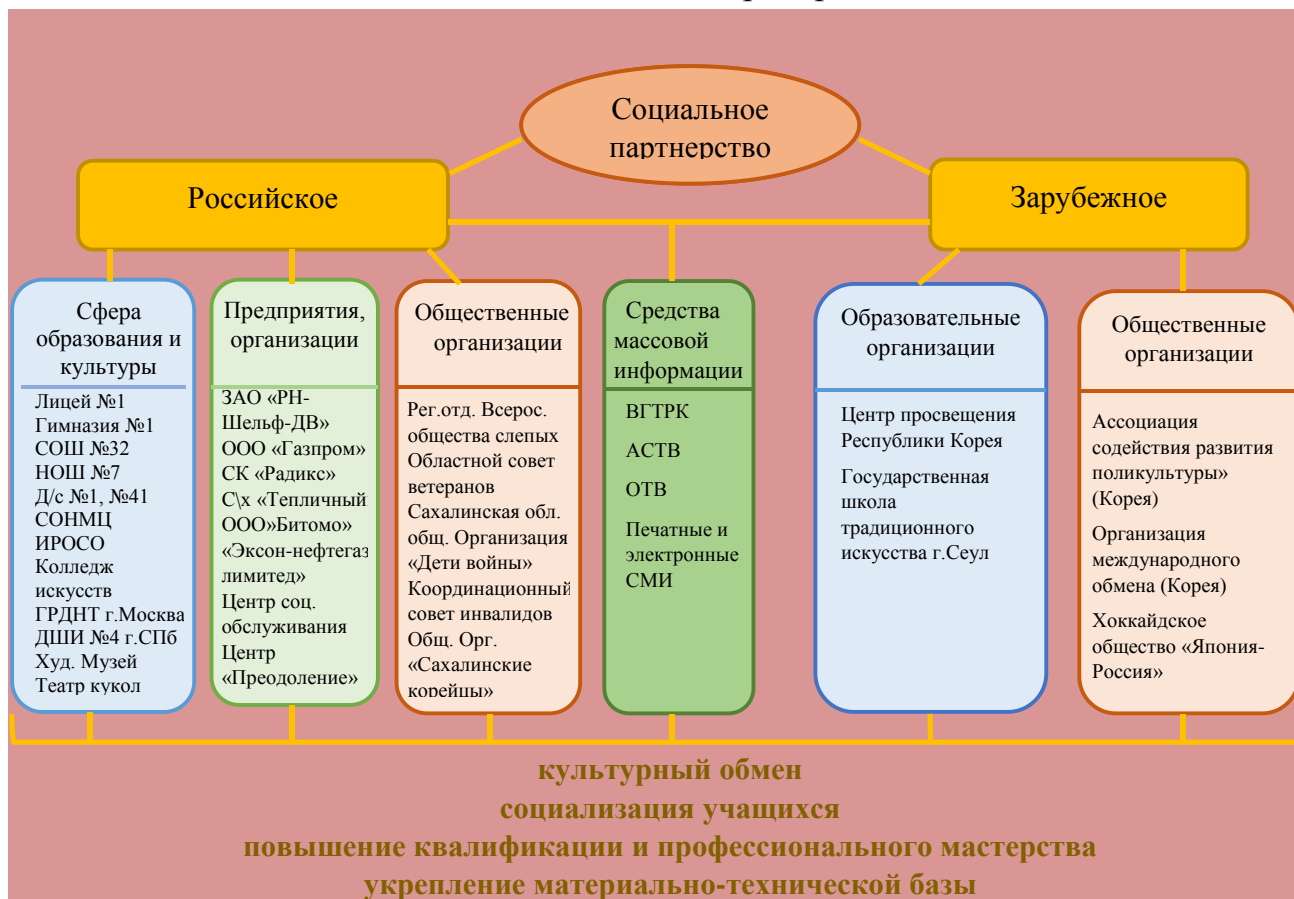 Социальное
партнерство
Российское
Зарубежное
Сфера
образования и
культуры
Лицей №1
Гимназия №1
СОШ №32
НОШ №7
Д/с №1, №41
СОНМЦ
ИРОСО
Колледж
искусств
ГРДНТ г.Москва
ДШИ №4 г.СПб
Худ. Музей
Театр кукол
Предприятия,
организации
ЗАО «РН-
Шельф-ДВ»
ООО «Газпром»
СК «Радикс»
С\х «Тепличный
ООО»Битомо»
«Эксон-нефтегаз
лимитед»
Центр соц.
обслуживания
Центр
«Преодоление»
Общественные
организации
Рег.отд. Всерос.
общества слепых
Областной совет
ветеранов
Сахалинская обл.
общ. Организация
«Дети войны»
Координационный
совет инвалидов
Общ. Орг.
«Сахалинские
корейцы»
Средства
массовой
информации
ВГТРК
АСТВ
ОТВ
Печатные и
электронные
СМИ
Образовательные
организации
Центр просвещения
Республики Корея
Государственная
школа
традиционного
искусства г.Сеул
Общественные
организации
Ассоциация
содействия развития
поликультуры»
(Корея)
Организация
международного
обмена (Корея)
Хоккайдское
общество «Япония-
Россия»
культурный обмен
социализация учащихся
повышение квалификации и профессионального мастерства
укрепление материально-технической базы